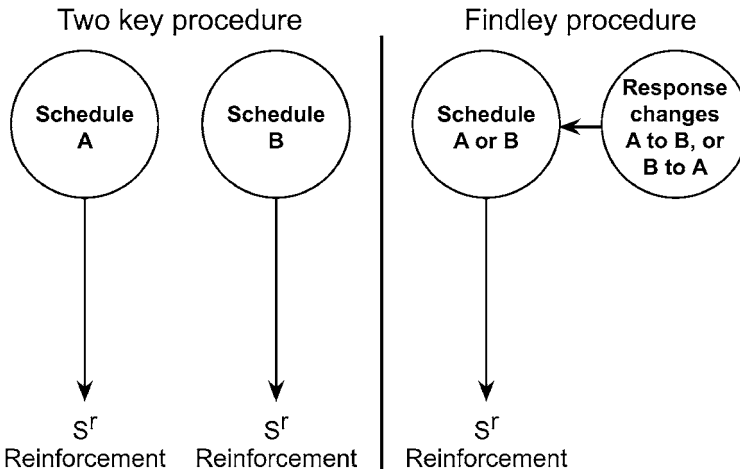 Two key procedure
Schedule
A
Schedule
B
Sr
Reinforcement
Sr
Reinforcement
Findley procedure
Schedule
A or B
Response
changes
A to B, or
B to A
Sr
Reinforcement